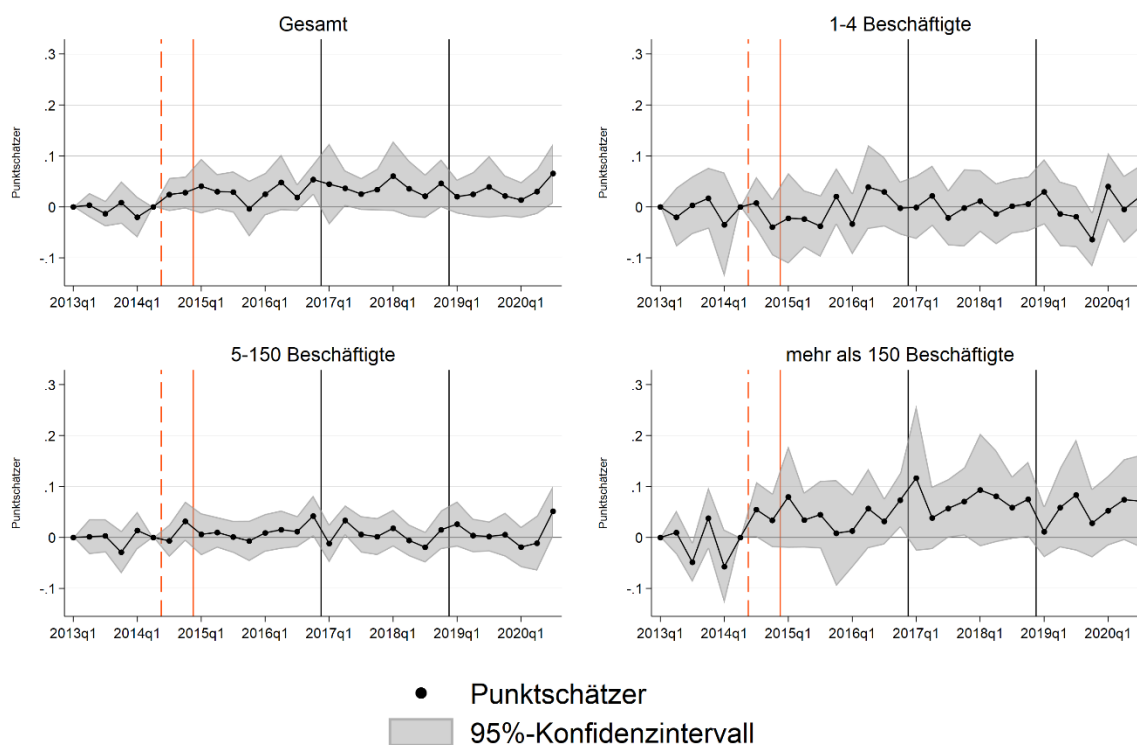 Gesamt
Punktschätzer
.3
.2
.1
0
-.1
2013q1 2014q1 2015q1 2016q1 2017q1 2018q1 2019q1 2020q1
1-4 Beschäftigte
Punktschätzer
.3
.2
.1
0
-.1
2013q1 2014q1 2015q1 2016q1 2017q1 2018q1 2019q1 2020q1
5-150 Beschäftigte
Punktschätzer
.3
.2
.1
0
-.1
2013q1 2014q1 2015q1 2016q1 2017q1 2018q1 2019q1 2020q1
mehr als 150 Beschäftigte
Punktschätzer
.3
.2
.1
0
-.1
2013q1 2014q1 2015q1 2016q1 2017q1 2018q1 2019q1 2020q1
Punktschätzer
95%-Konfidenzintervall